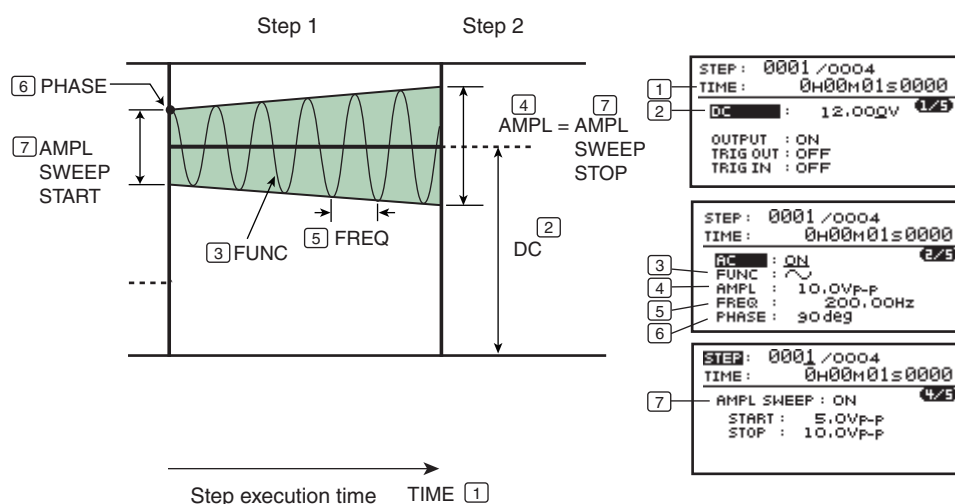 Step 1
Step 2
6 PHASE
7 AMPL
SWEEP
START
3 FUNC
5 FREQ
4
AMPL = AMPL
7
SWEEP
STOP
2
DC
Step execution time
TIME 1
1
2
STEP: 0001/0004
TIME: 0H00M01S0000
DC : 12.000V 1/5
OUTPUT : ON
TRIG OUT : OFF
TRIG IN : OFF
3
4
5
6
STEP: 0001/0004
TIME: 0H00M01S0000
AC : ON 2/5
FUNC :
AMPL : 10.0Vp-p
FREQ : 200.00Hz
PHASE : 90deg
7
STEP: 0001/0004
TIME: 0H00M01S0000
AMPL SWEEP : ON 4/5
START : 5.0Vp-p
STOP : 10.0Vp-p